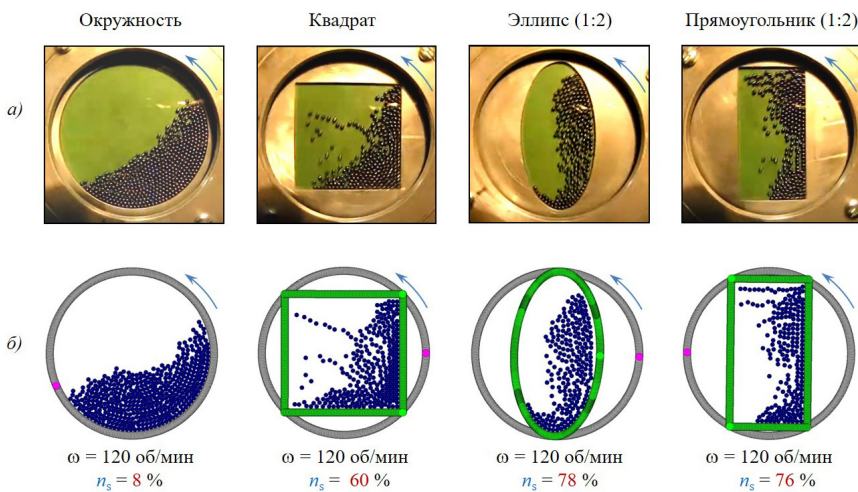 Окружность Квадрат Эллипс (1:2) Прямоугольник (1:2)
а)
б)
ω = 120 об/мин ω = 120 об/мин ω = 120 об/мин ω = 120 об/мин
nₛ = 8 % nₛ = 60 % nₛ = 78 % nₛ = 76 %